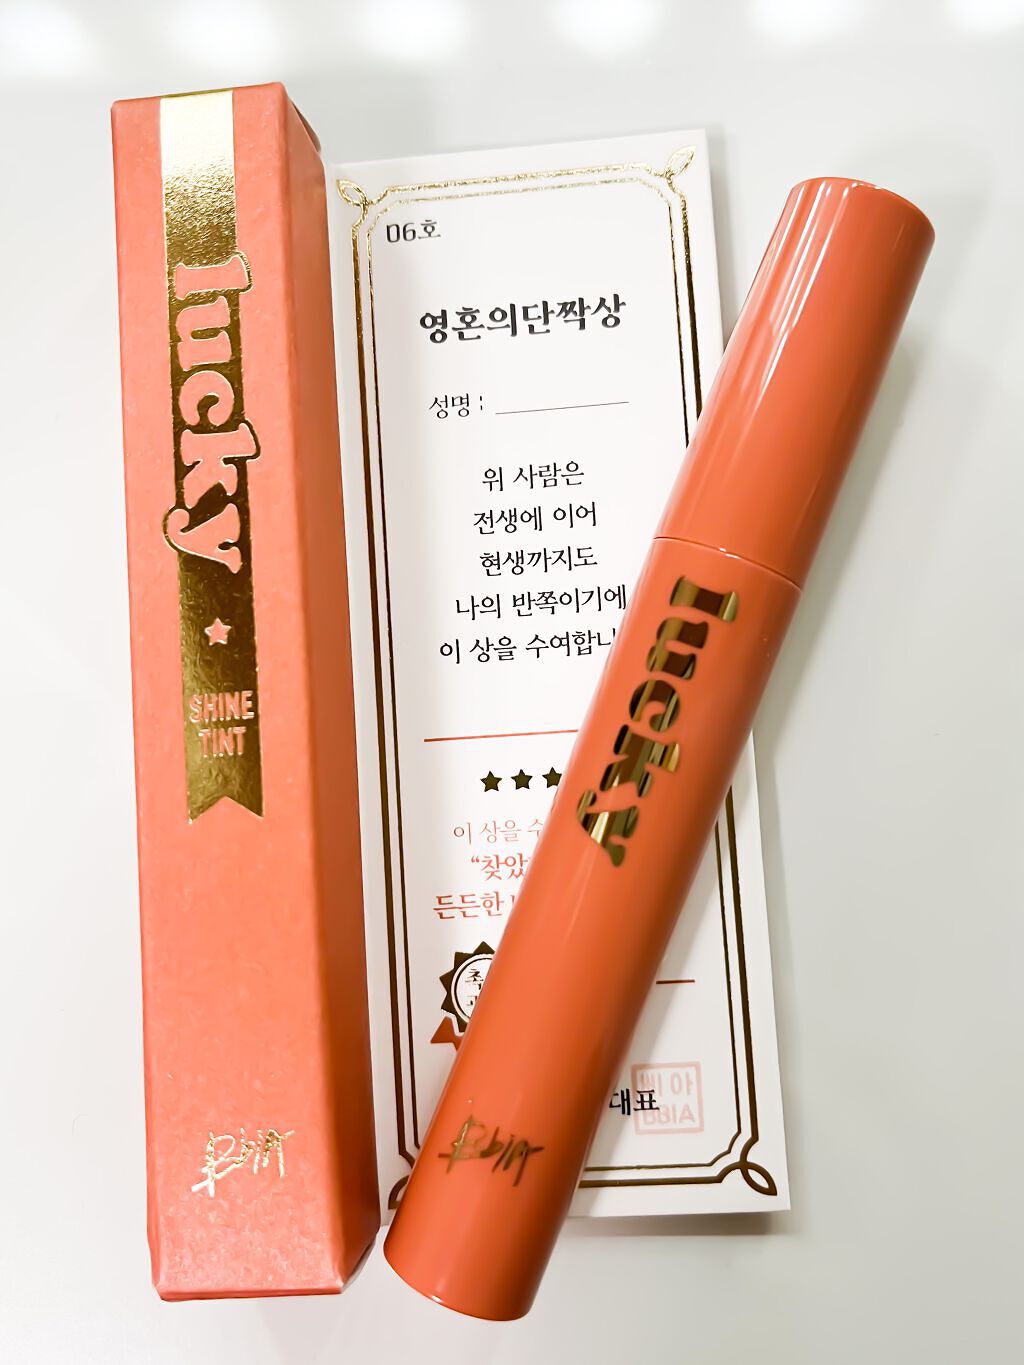 lucky
SHINE
TINT
BbiA
06호
영혼의단짝상
성명 :
위 사람은
전생에 이어
현생까지도
나의 반쪽이기에
이 상을 수여합니
이 상을
"찾았
든든한
대표
삐아
BBIA
lucky
BbiA